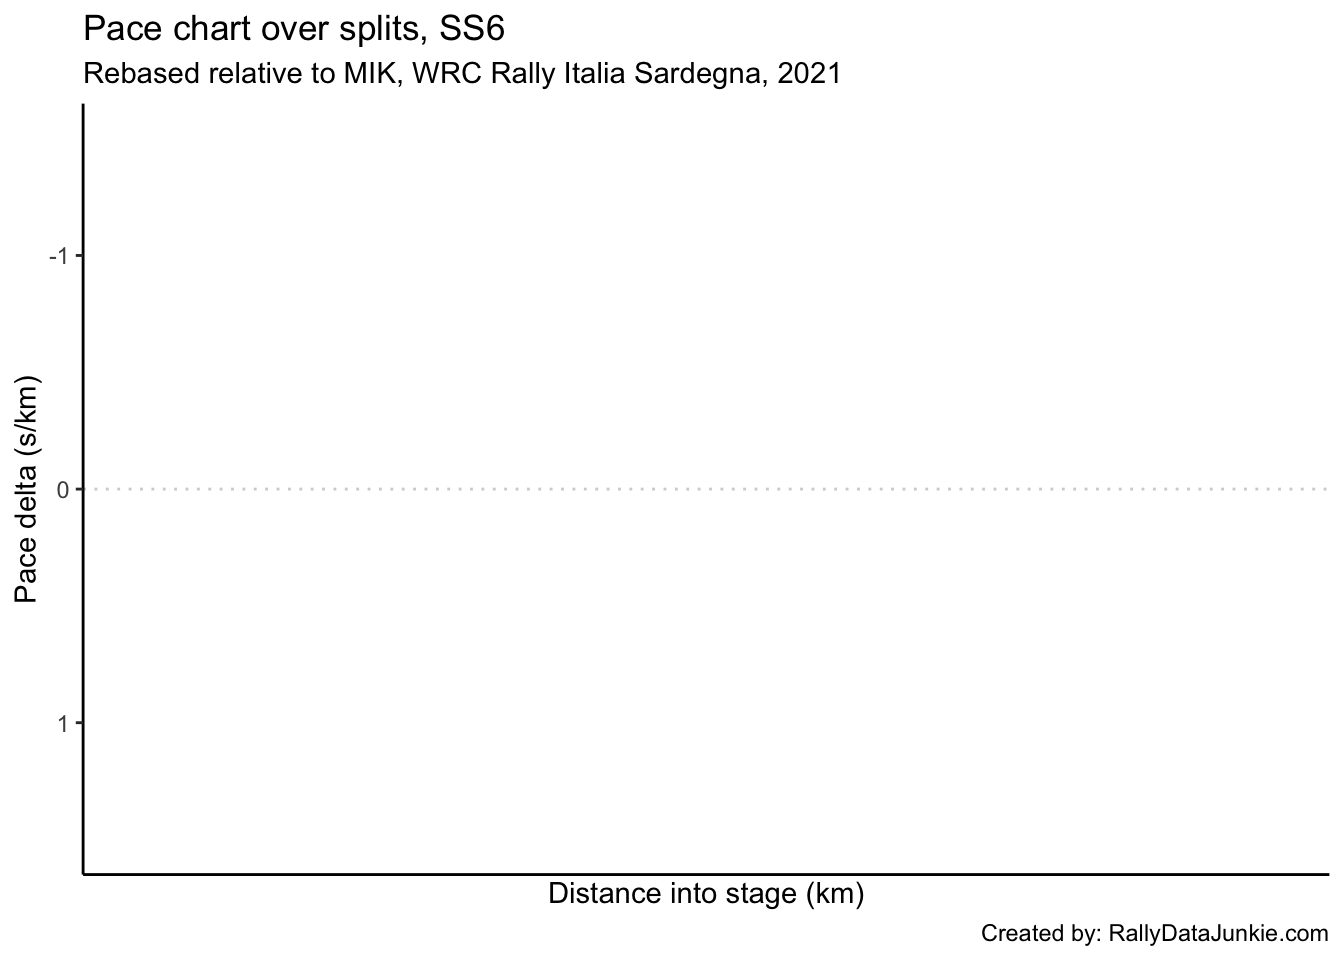 Pace chart over splits, SS6
Rebased relative to MIK, WRC Rally Italia Sardegna, 2021
-1
0
1
Pace delta (s/km)
Distance into stage (km)
Created by: RallyDataJunkie.com